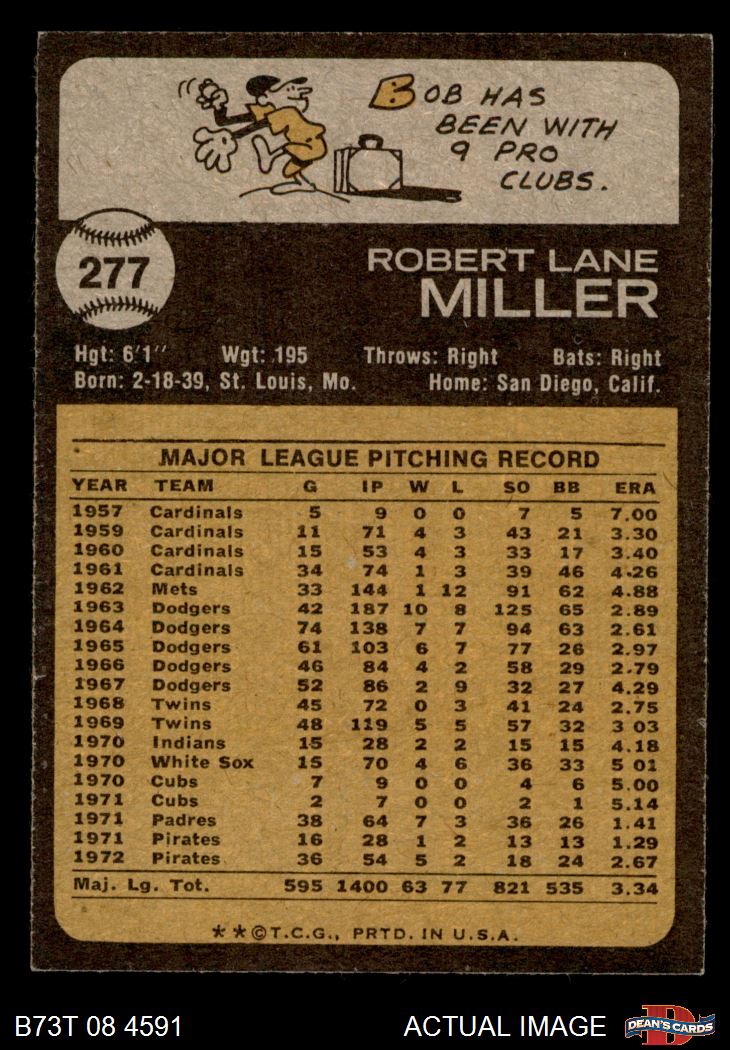 BOB HAS
BEEN WITH
9 PRO
CLUBS.
277
ROBERT LANE
MILLER
Hgt: 6'1" Wgt: 195 Throws: Right Bats: Right
Born: 2-18-39, St. Louis, Mo. Home: San Diego, Calif.
MAJOR LEAGUE PITCHING RECORD
YEAR TEAM G IP W L SO BB ERA
1957 Cardinals 5 9 0 0 7 5 7.00
1959 Cardinals 11 71 4 3 43 21 3.30
1960 Cardinals 15 53 4 3 33 17 3.40
1961 Cardinals 34 74 1 3 39 46 4.26
1962 Mets 33 144 1 12 91 62 4.88
1963 Dodgers 42 187 10 8 125 65 2.89
1964 Dodgers 74 138 7 7 94 63 2.61
1965 Dodgers 61 103 6 7 77 26 2.97
1966 Dodgers 46 84 4 2 58 29 2.79
1967 Dodgers 52 86 2 9 32 27 4.29
1968 Twins 45 72 0 3 41 24 2.75
1969 Twins 48 119 5 5 57 32 3 03
1970 Indians 15 28 2 2 15 15 4.18
1970 White Sox 15 70 4 6 36 33 5 01
1970 Cubs 7 9 0 0 4 6 5.00
1971 Cubs 2 7 0 0 2 1 5.14
1971 Padres 38 64 7 3 36 26 1.41
1971 Pirates 16 28 1 2 13 13 1.29
1972 Pirates 36 54 5 2 18 24 2.67
Maj. Lg. Tot. 595 1400 63 77 821 535 3.34
**©T.C.G., PRTD. IN U.S.A.
B73T 08 4591 ACTUAL IMAGE D DEAN'S CARDS